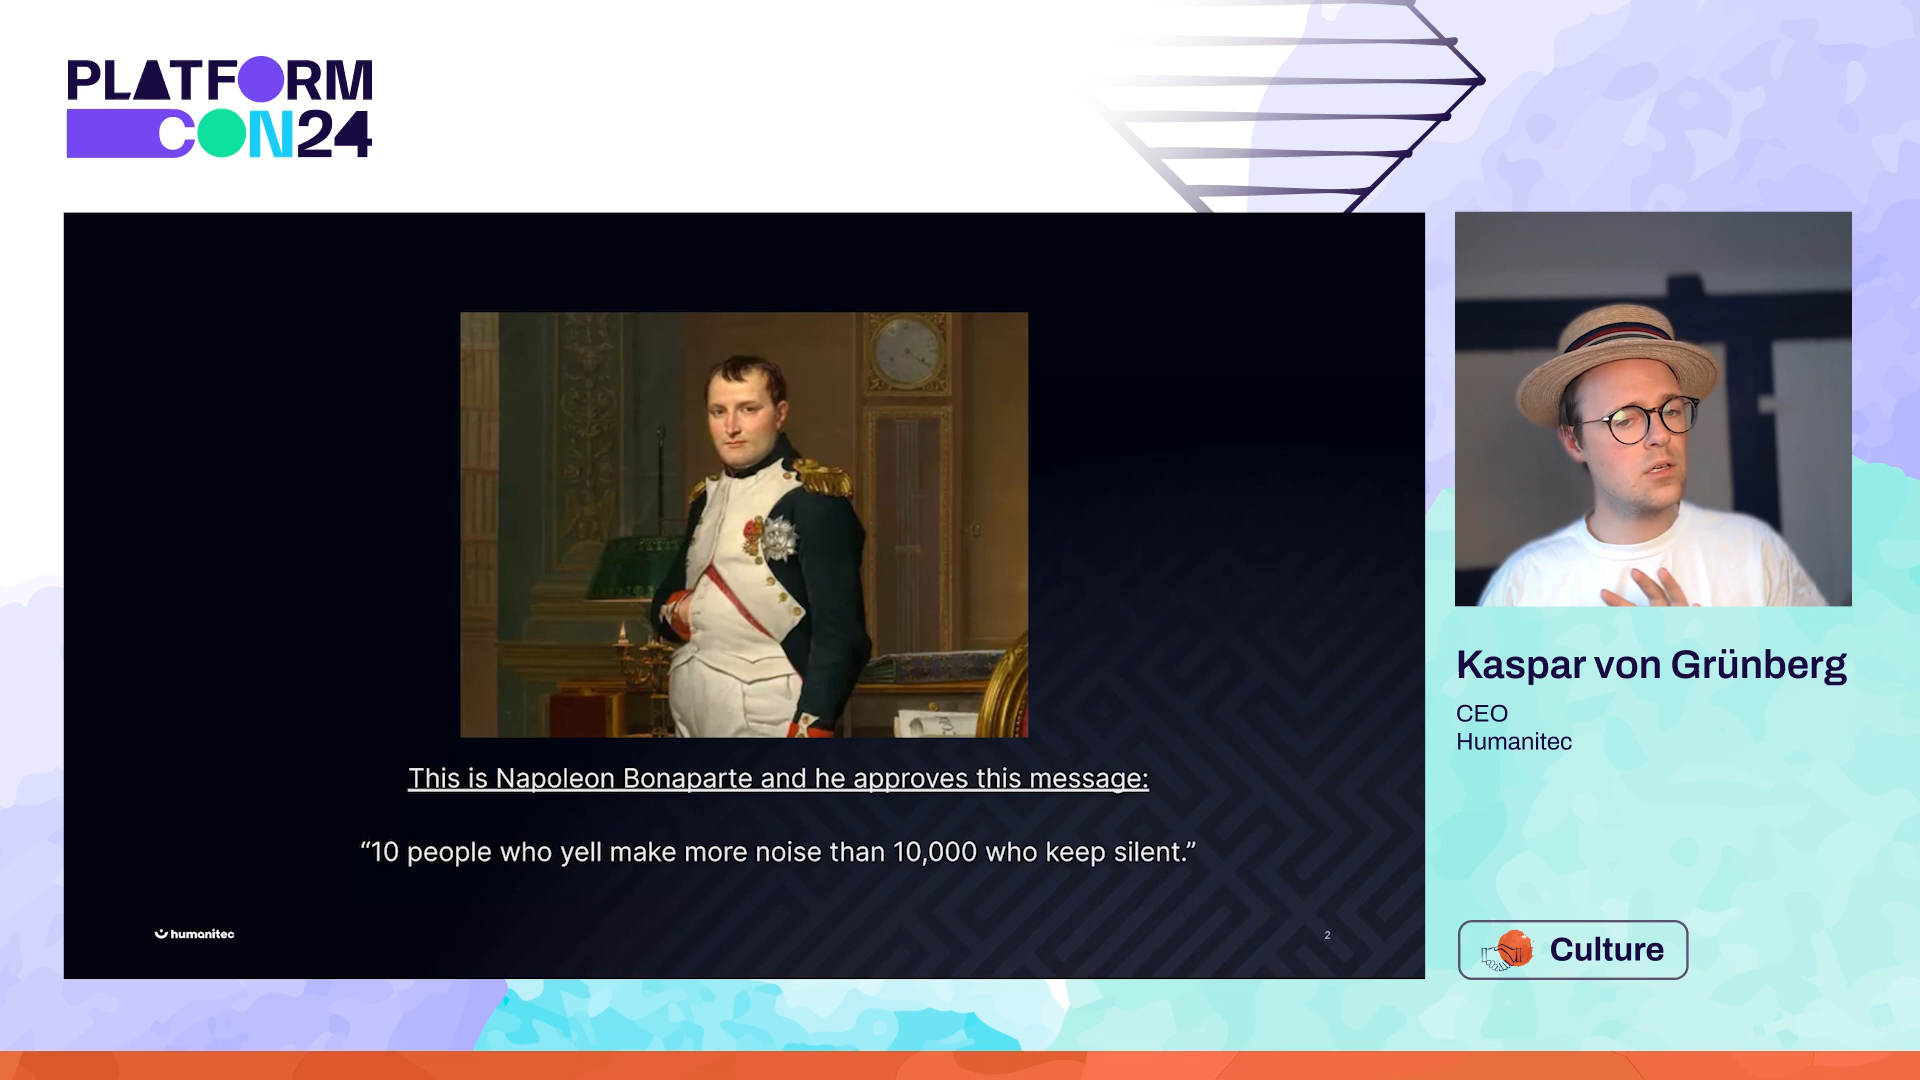 PLATFORM
CON24
This is Napoleon Bonaparte and he approves this message:
“10 people who yell make more noise than 10,000 who keep silent.”
humanitec
2
Kaspar von Grünberg
CEO
Humanitec
Culture